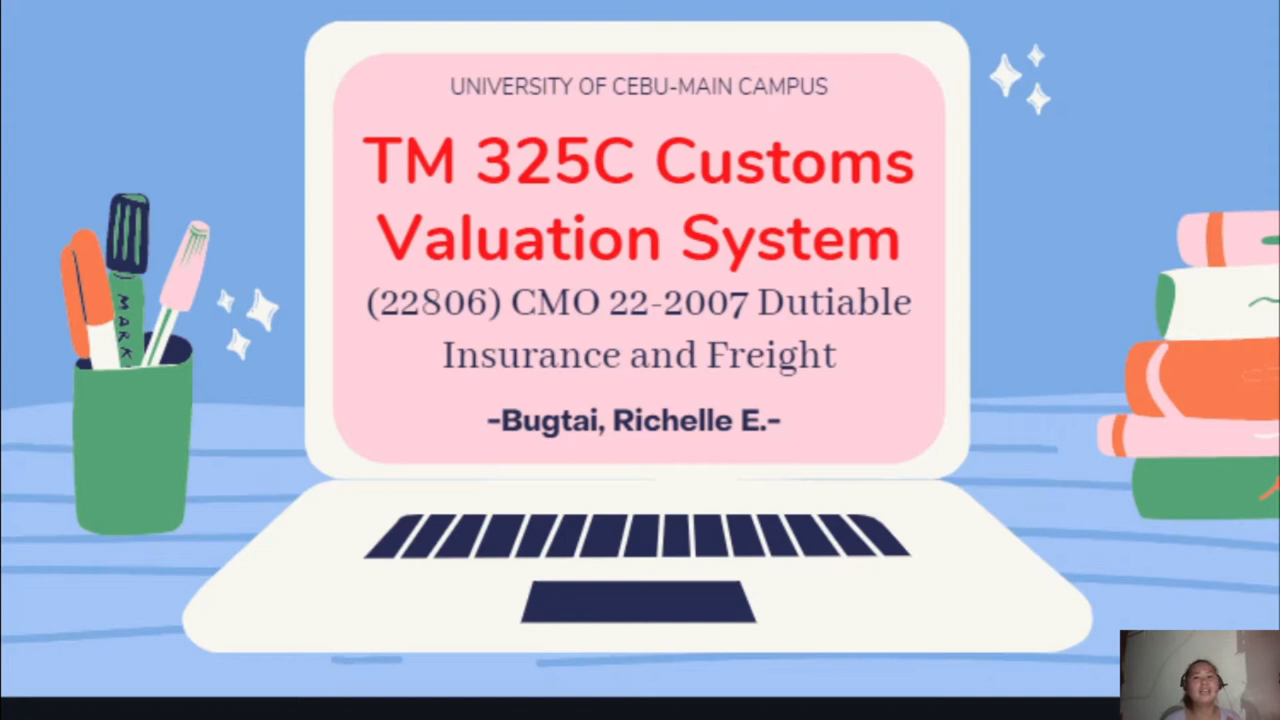 UNIVERSITY OF CEBU-MAIN CAMPUS
TM 325C Customs
Valuation System
(22806) CMO 22-2007 Dutiable
Insurance and Freight
-Bugtai, Richelle E.-
MARK